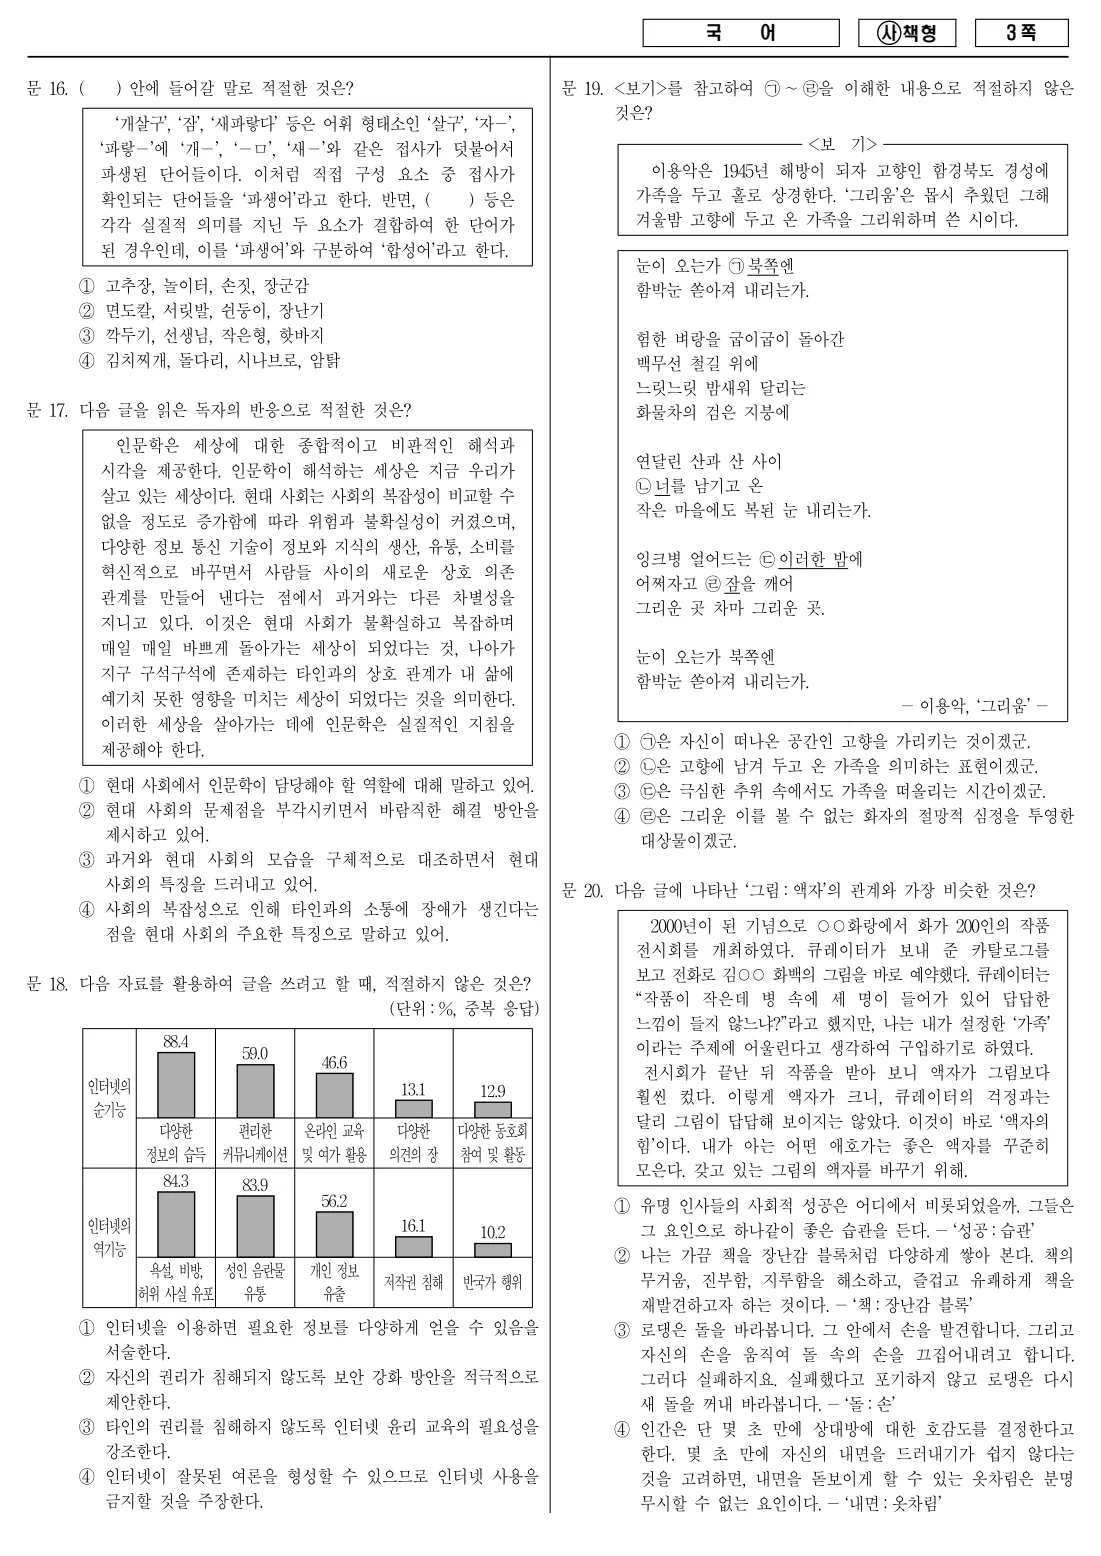 국 어
사책형
3쪽
문 16. ( ) 안에 들어갈 말로 적절한 것은?
‘개살구’, ‘잠’, ‘새파랗다’ 등은 어휘 형태소인 ‘살구’, ‘자-’,
‘파랗-’에 ‘개-’, ‘-ㅁ’, ‘새-’와 같은 접사가 덧붙어서
파생된 단어들이다. 이처럼 직접 구성 요소 중 접사가
확인되는 단어들을 ‘파생어’라고 한다. 반면, ( ) 등은
각각 실질적 의미를 지닌 두 요소가 결합하여 한 단어가
된 경우인데, 이를 ‘파생어’와 구분하여 ‘합성어’라고 한다.
① 고추장, 놀이터, 손짓, 장군감
② 면도칼, 서릿발, 쉰둥이, 장난기
③ 깍두기, 선생님, 작은형, 핫바지
④ 김치찌개, 돌다리, 시나브로, 암탉
문 17. 다음 글을 읽은 독자의 반응으로 적절한 것은?
인문학은 세상에 대한 종합적이고 비판적인 해석과
시각을 제공한다. 인문학이 해석하는 세상은 지금 우리가
살고 있는 세상이다. 현대 사회는 사회의 복잡성이 비교할 수
없을 정도로 증가함에 따라 위험과 불확실성이 커졌으며,
다양한 정보 통신 기술이 정보와 지식의 생산, 유통, 소비를
혁신적으로 바꾸면서 사람들 사이의 새로운 상호 의존
관계를 만들어 낸다는 점에서 과거와는 다른 차별성을
지니고 있다. 이것은 현대 사회가 불확실하고 복잡하며
매일 매일 바쁘게 돌아가는 세상이 되었다는 것, 나아가
지구 구석구석에 존재하는 타인과의 상호 관계가 내 삶에
예기치 못한 영향을 미치는 세상이 되었다는 것을 의미한다.
이러한 세상을 살아가는 데에 인문학은 실질적인 지침을
제공해야 한다.
① 현대 사회에서 인문학이 담당해야 할 역할에 대해 말하고 있어.
② 현대 사회의 문제점을 부각시키면서 바람직한 해결 방안을
제시하고 있어.
③ 과거와 현대 사회의 모습을 구체적으로 대조하면서 현대
사회의 특징을 드러내고 있어.
④ 사회의 복잡성으로 인해 타인과의 소통에 장애가 생긴다는
점을 현대 사회의 주요한 특징으로 말하고 있어.
문 18. 다음 자료를 활용하여 글을 쓰려고 할 때, 적절하지 않은 것은?
(단위:%, 중복 응답)
88.4 59.0 46.6 13.1 12.9
인터넷의
순기능
다양한 편리한 온라인 교육 다양한 다양한 동호회
정보의 습득 커뮤니케이션 및 여가 활용 의견의 장 참여 및 활동
84.3 83.9 56.2 16.1 10.2
인터넷의
역기능
욕설, 비방, 성인 음란물 개인 정보 저작권 침해 반국가 행위
허위 사실 유포 유통 유출
① 인터넷을 이용하면 필요한 정보를 다양하게 얻을 수 있음을
서술한다.
② 자신의 권리가 침해되지 않도록 보안 강화 방안을 적극적으로
제안한다.
③ 타인의 권리를 침해하지 않도록 인터넷 윤리 교육의 필요성을
강조한다.
④ 인터넷이 잘못된 여론을 형성할 수 있으므로 인터넷 사용을
금지할 것을 주장한다.
문 19. <보기>를 참고하여 ㉠~㉣을 이해한 내용으로 적절하지 않은
것은?
<보 기>
이용악은 1945년 해방이 되자 고향인 함경북도 경성에
가족을 두고 홀로 상경한다. ‘그리움’은 몹시 추웠던 그해
겨울밤 고향에 두고 온 가족을 그리워하며 쓴 시이다.
눈이 오는가 ㉠ 북쪽엔
함박눈 쏟아져 내리는가.
험한 벼랑을 굽이굽이 돌아간
백무선 철길 위에
느릿느릿 밤새워 달리는
화물차의 검은 지붕에
연달린 산과 산 사이
㉡ 너를 남기고 온
작은 마을에도 복된 눈 내리는가.
잉크병 얼어드는 ㉢ 이러한 밤에
어쩌자고 ㉣ 잠을 깨어
그리운 곳 차마 그리운 곳.
눈이 오는가 북쪽엔
함박눈 쏟아져 내리는가.
- 이용악, ‘그리움’ -
① ㉠은 자신이 떠나온 공간인 고향을 가리키는 것이겠군.
② ㉡은 고향에 남겨 두고 온 가족을 의미하는 표현이겠군.
③ ㉢은 극심한 추위 속에서도 가족을 떠올리는 시간이겠군.
④ ㉣은 그리운 이를 볼 수 없는 화자의 절망적 심정을 투영한
대상물이겠군.
문 20. 다음 글에 나타난 ‘그림:액자’의 관계와 가장 비슷한 것은?
2000년이 된 기념으로 ○○화랑에서 화가 200인의 작품
전시회를 개최하였다. 큐레이터가 보내 준 카탈로그를
보고 전화로 김○○ 화백의 그림을 바로 예약했다. 큐레이터는
“작품이 작은데 병 속에 세 명이 들어가 있어 답답한
느낌이 들지 않느냐?”라고 했지만, 나는 내가 설정한 ‘가족’
이라는 주제에 어울린다고 생각하여 구입하기로 하였다.
전시회가 끝난 뒤 작품을 받아 보니 액자가 그림보다
훨씬 컸다. 이렇게 액자가 크니, 큐레이터의 걱정과는
달리 그림이 답답해 보이지는 않았다. 이것이 바로 ‘액자의
힘’이다. 내가 아는 어떤 애호가는 좋은 액자를 꾸준히
모은다. 갖고 있는 그림의 액자를 바꾸기 위해.
① 유명 인사들의 사회적 성공은 어디에서 비롯되었을까. 그들은
그 요인으로 하나같이 좋은 습관을 든다. - ‘성공:습관’
② 나는 가끔 책을 장난감 블록처럼 다양하게 쌓아 본다. 책의
무거움, 진부함, 지루함을 해소하고, 즐겁고 유쾌하게 책을
재발견하고자 하는 것이다. - ‘책:장난감 블록’
③ 로댕은 돌을 바라봅니다. 그 안에서 손을 발견합니다. 그리고
자신의 손을 움직여 돌 속의 손을 끄집어내려고 합니다.
그러다 실패하지요. 실패했다고 포기하지 않고 로댕은 다시
새 돌을 꺼내 바라봅니다. - ‘돌:손’
④ 인간은 단 몇 초 만에 상대방에 대한 호감도를 결정한다고
한다. 몇 초 만에 자신의 내면을 드러내기가 쉽지 않다는
것을 고려하면, 내면을 돋보이게 할 수 있는 옷차림은 분명
무시할 수 없는 요인이다. - ‘내면:옷차림’